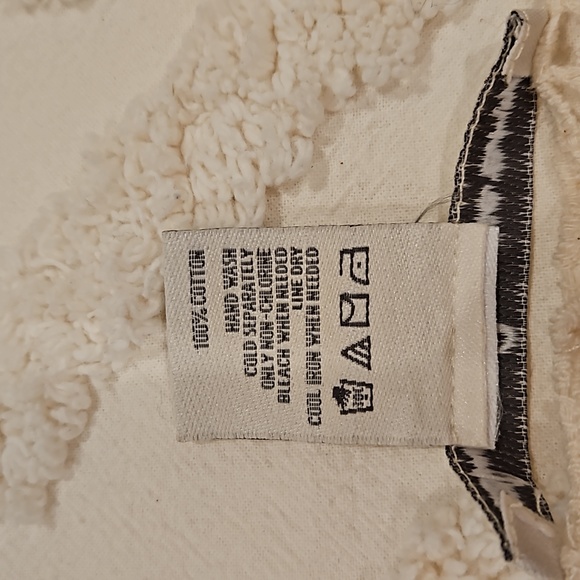 100% COTTON
HAND WASH
COLD SEPARATELY
ONLY NON-CHLORINE
BLEACH WHEN NEEDED
LINE DRY
COOL IRON WHEN NEEDED